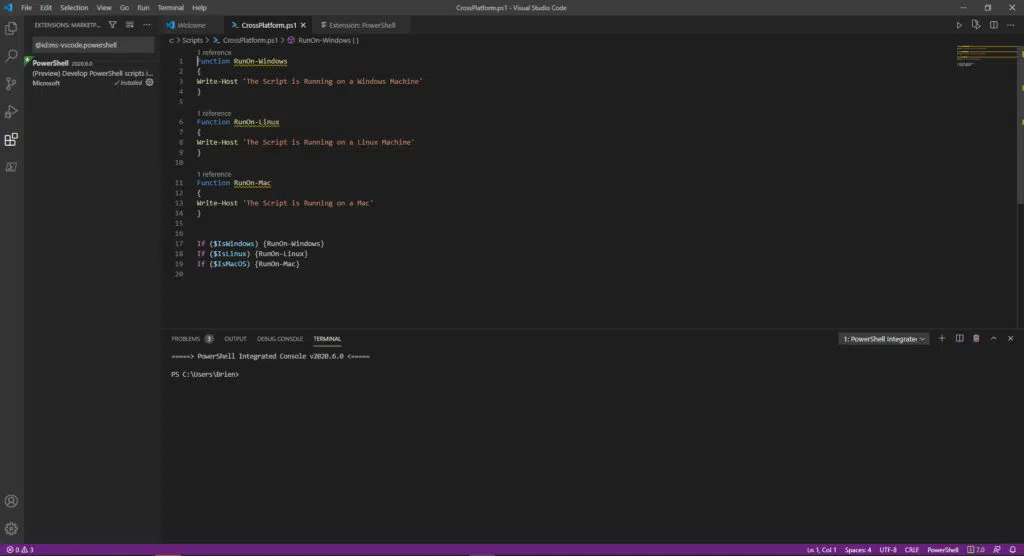 File Edit Selection View Go Run Terminal Help
CrossPlatform.ps1 - Visual Studio Code
EXTENSIONS: MARKETP...
@id:ms-vscode.powershell
PowerShell 2020.6.0
(Preview) Develop PowerShell scripts i...
Microsoft Installed
Welcome CrossPlatform.ps1 Extension: PowerShell
c: > Scripts > CrossPlatform.ps1 > RunOn-Windows { }
1 reference
1 Function RunOn-Windows
2 {
3 Write-Host 'The Script is Running on a Windows Machine'
4 }
5
1 reference
6 Function RunOn-Linux
7 {
8 Write-Host 'The Script is Running on a Linux Machine'
9 }
10
1 reference
11 Function RunOn-Mac
12 {
13 Write-Host 'The Script is Running on a Mac'
14 }
15
16
17 If ($IsWindows) {RunOn-Windows}
18 If ($IsLinux) {RunOn-Linux}
19 If ($IsMacOS) {RunOn-Mac}
20
PROBLEMS 3 OUTPUT DEBUG CONSOLE TERMINAL
1: PowerShell Integrate
=====> PowerShell Integrated Console v2020.6.0 <=====
PS C:\Users\Brien>
0 3
Ln 1, Col 1 Spaces: 4 UTF-8 CRLF PowerShell 7.0